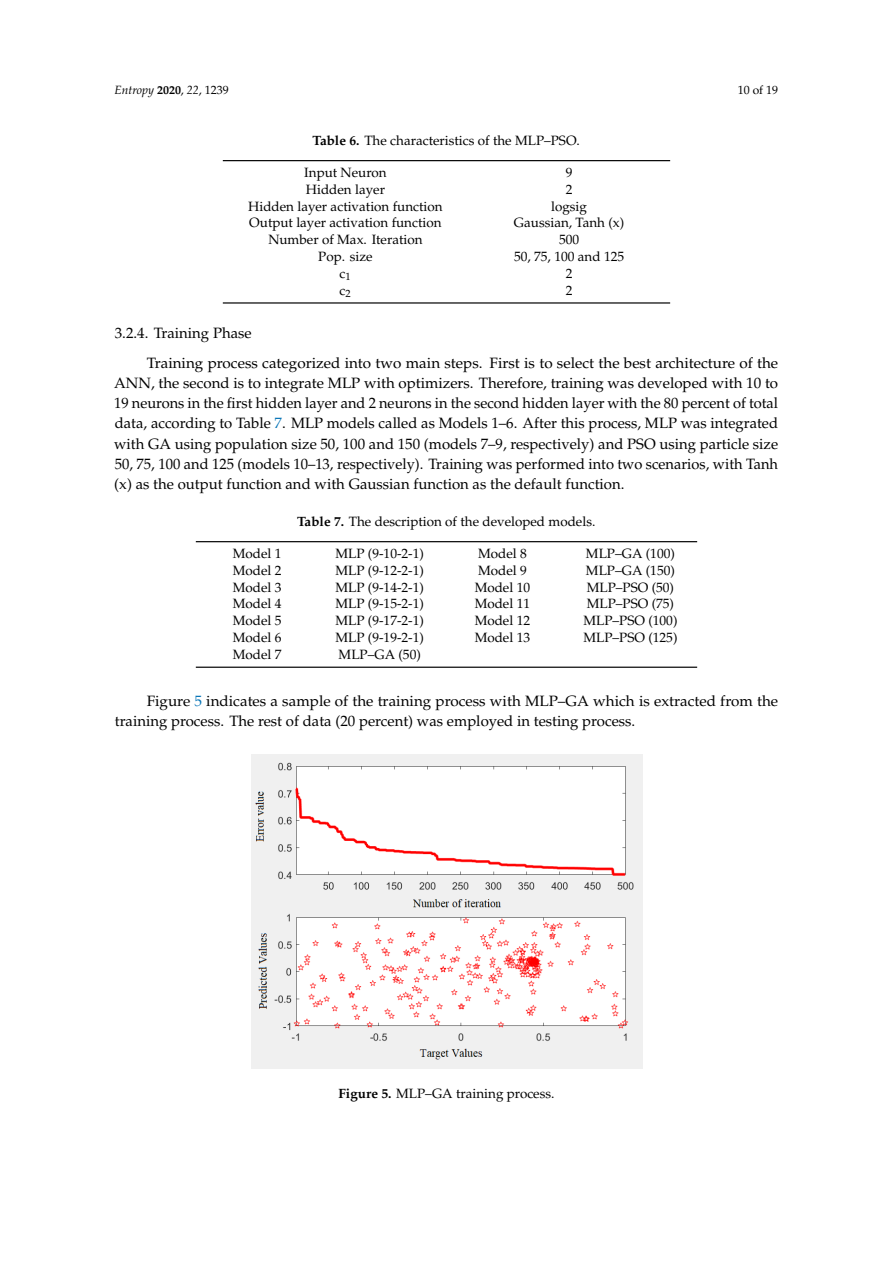 Entropy 2020, 22, 1239 10 of 19
Table 6. The characteristics of the MLP–PSO.
Input Neuron 9
Hidden layer 2
Hidden layer activation function logsig
Output layer activation function Gaussian, Tanh (x)
Number of Max. Iteration 500
Pop. size 50, 75, 100 and 125
c1 2
c2 2
3.2.4. Training Phase
Training process categorized into two main steps. First is to select the best architecture of the
ANN, the second is to integrate MLP with optimizers. Therefore, training was developed with 10 to
19 neurons in the first hidden layer and 2 neurons in the second hidden layer with the 80 percent of total
data, according to Table 7. MLP models called as Models 1–6. After this process, MLP was integrated
with GA using population size 50, 100 and 150 (models 7–9, respectively) and PSO using particle size
50, 75, 100 and 125 (models 10–13, respectively). Training was performed into two scenarios, with Tanh
(x) as the output function and with Gaussian function as the default function.
Table 7. The description of the developed models.
Model 1 MLP (9-10-2-1) Model 8 MLP–GA (100)
Model 2 MLP (9-12-2-1) Model 9 MLP–GA (150)
Model 3 MLP (9-14-2-1) Model 10 MLP–PSO (50)
Model 4 MLP (9-15-2-1) Model 11 MLP–PSO (75)
Model 5 MLP (9-17-2-1) Model 12 MLP–PSO (100)
Model 6 MLP (9-19-2-1) Model 13 MLP–PSO (125)
Model 7 MLP–GA (50)
Figure 5 indicates a sample of the training process with MLP–GA which is extracted from the
training process. The rest of data (20 percent) was employed in testing process.
Error value
0.8
0.7
0.6
0.5
0.4
50 100 150 200 250 300 350 400 450 500
Number of iteration
Predicted Values
1
0.5
0
-0.5
-1
-1 -0.5 0 0.5 1
Target Values
Figure 5. MLP–GA training process.